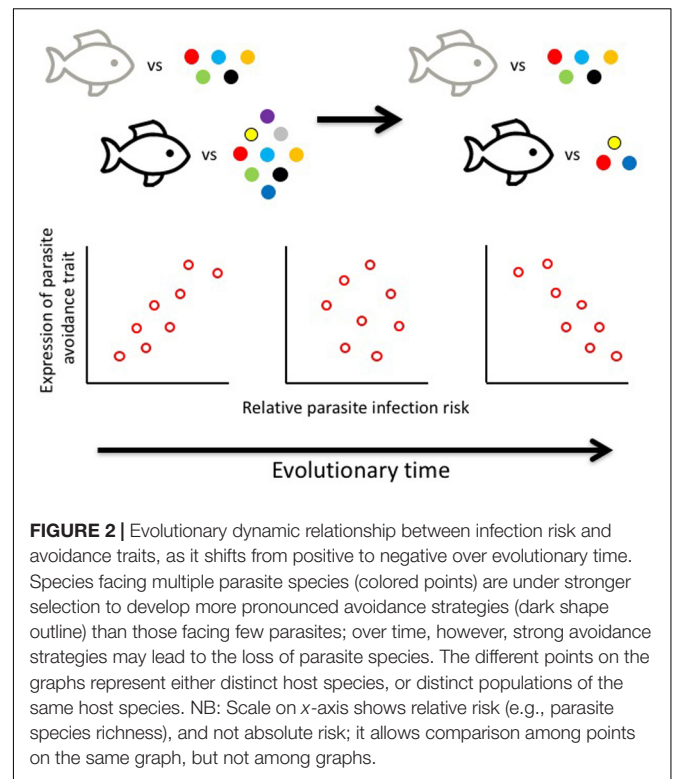 vs
vs
vs
vs
Expression of parasite
avoidance trait
Relative parasite infection risk
Evolutionary time
FIGURE 2 | Evolutionary dynamic relationship between infection risk and
avoidance traits, as it shifts from positive to negative over evolutionary time.
Species facing multiple parasite species (colored points) are under stronger
selection to develop more pronounced avoidance strategies (dark shape
outline) than those facing few parasites; over time, however, strong avoidance
strategies may lead to the loss of parasite species. The different points on the
graphs represent either distinct host species, or distinct populations of the
same host species. NB: Scale on x-axis shows relative risk (e.g., parasite
species richness), and not absolute risk; it allows comparison among points
on the same graph, but not among graphs.